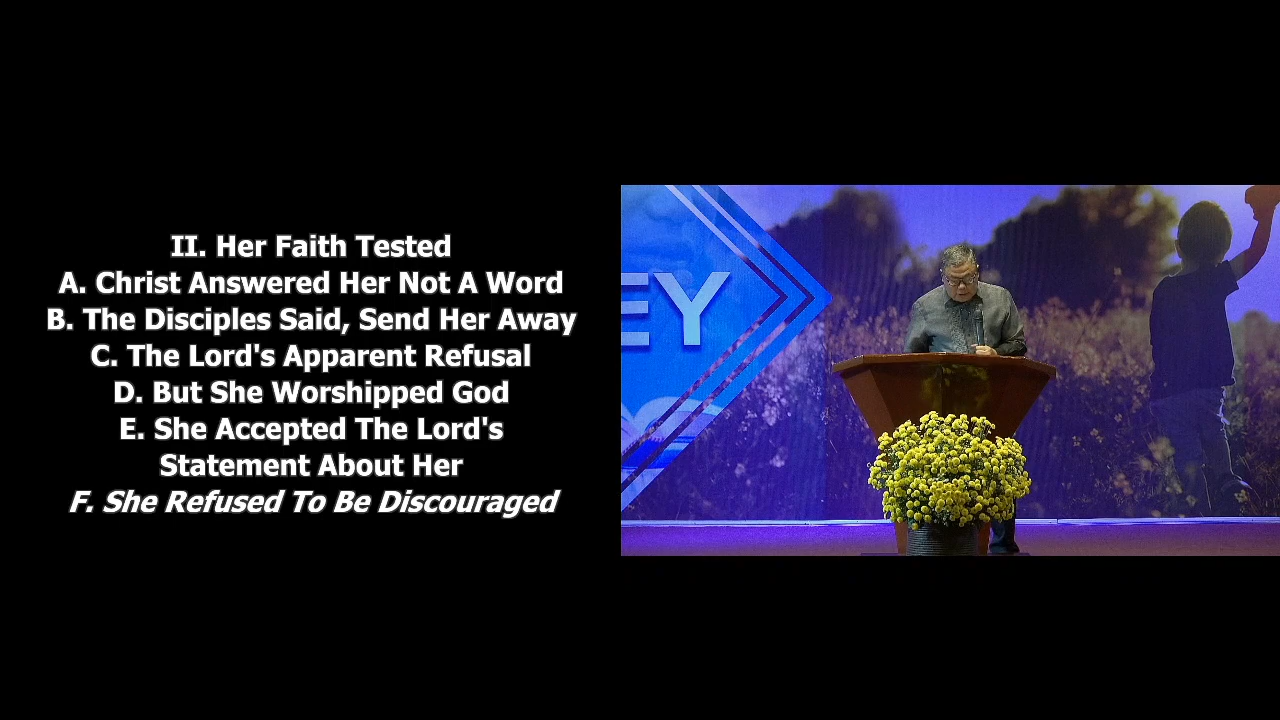 II. Her Faith Tested
A. Christ Answered Her Not A Word
B. The Disciples Said, Send Her Away
C. The Lord's Apparent Refusal
D. But She Worshipped God
E. She Accepted The Lord's
Statement About Her
F. She Refused To Be Discouraged
EY